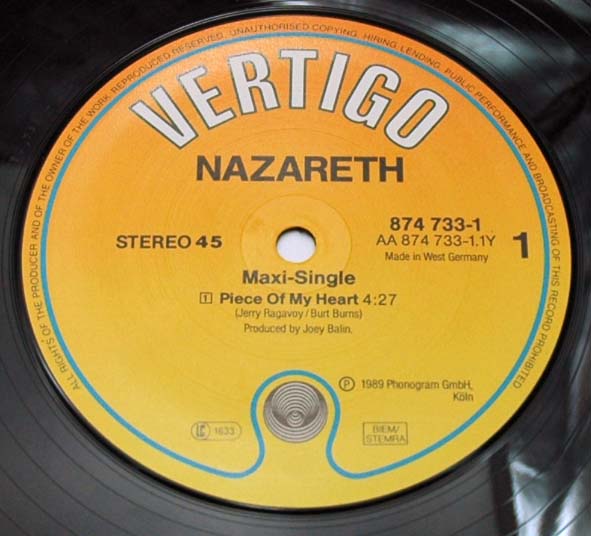 ALL RIGHTS OF THE PRODUCER AND OF THE OWNER OF THE WORK REPRODUCED RESERVED. UNAUTHORISED COPYING, HIRING, LENDING, PUBLIC PERFORMANCE AND BROADCASTING OF THIS RECORD PROHIBITED
VERTIGO
NAZARETH
STEREO 45
874 733-1
AA 874 733-1.1Y
Made in West Germany
1
Maxi-Single
1 Piece Of My Heart 4:27
(Jerry Ragavoy/Burt Burns)
Produced by Joey Balin.
℗ 1989 Phonogram GmbH,
Köln
LC 1633
BIEM/
STEMRA